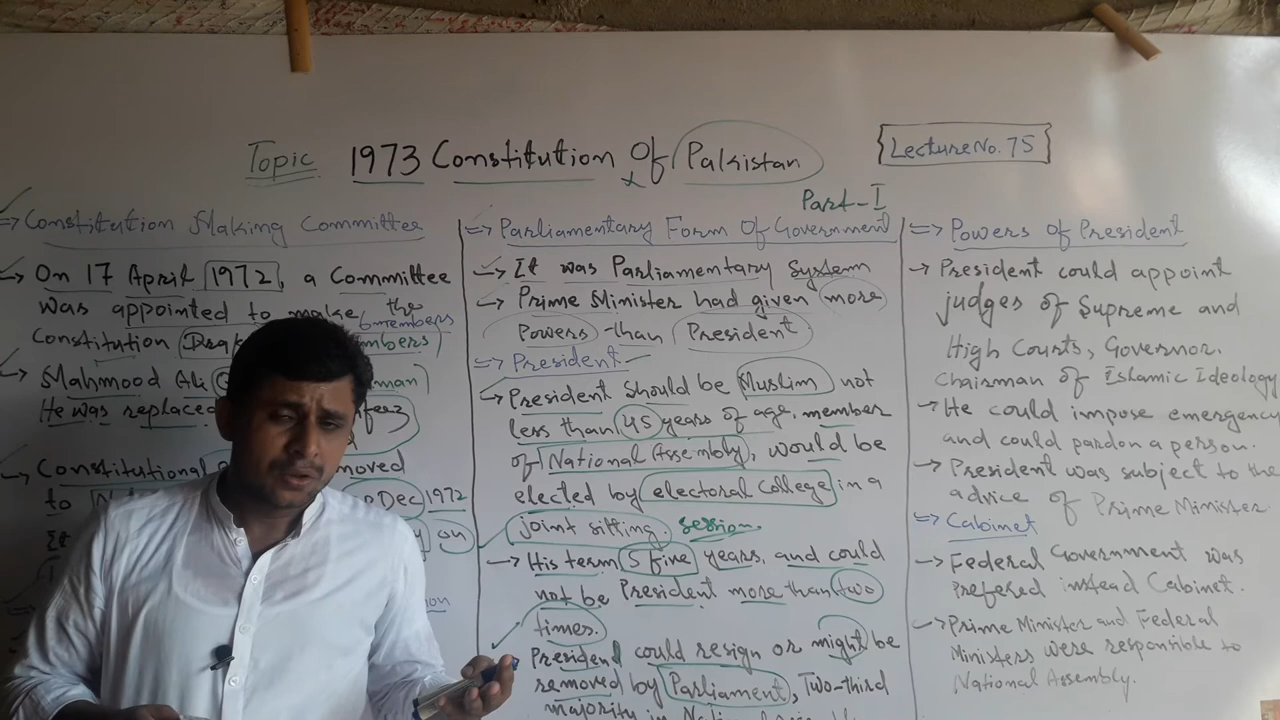 Topic 1973 Constitution Of Pakistan
Lecture No. 75
Part-I
=> Constitution Making Committee
→ On 17 April 1972, a Committee
was appointed to make the
6 members
Constitution
→ Mahmood Ali
He was replaced
→ Constitutional moved
to Dec 1972
on
=> Parliamentary Form Of Government
→ It was Parliamentary System
→ Prime Minister had given more
Powers than President
=> President
→ President should be Muslim not
less than 45 years of age, member
of National Assembly, would be
elected by electoral College in a
joint sitting. session.
→ His term 5 five years, and could
not be President more than two
times.
President could resign or might be
removed by Parliament, Two-third
majority in
=> Powers of President
→ President could appoint
judges of Supreme and
High Courts, Governor.
Chairman of Islamic Ideology
→ He could impose emergency
and could pardon a person.
→ President was subject to the
advice of Prime Minister.
=> Cabinet
→ Federal Government was
prefered instead Cabinet.
→ Prime Minister and Federal
Ministers were responsible to
National Assembly.